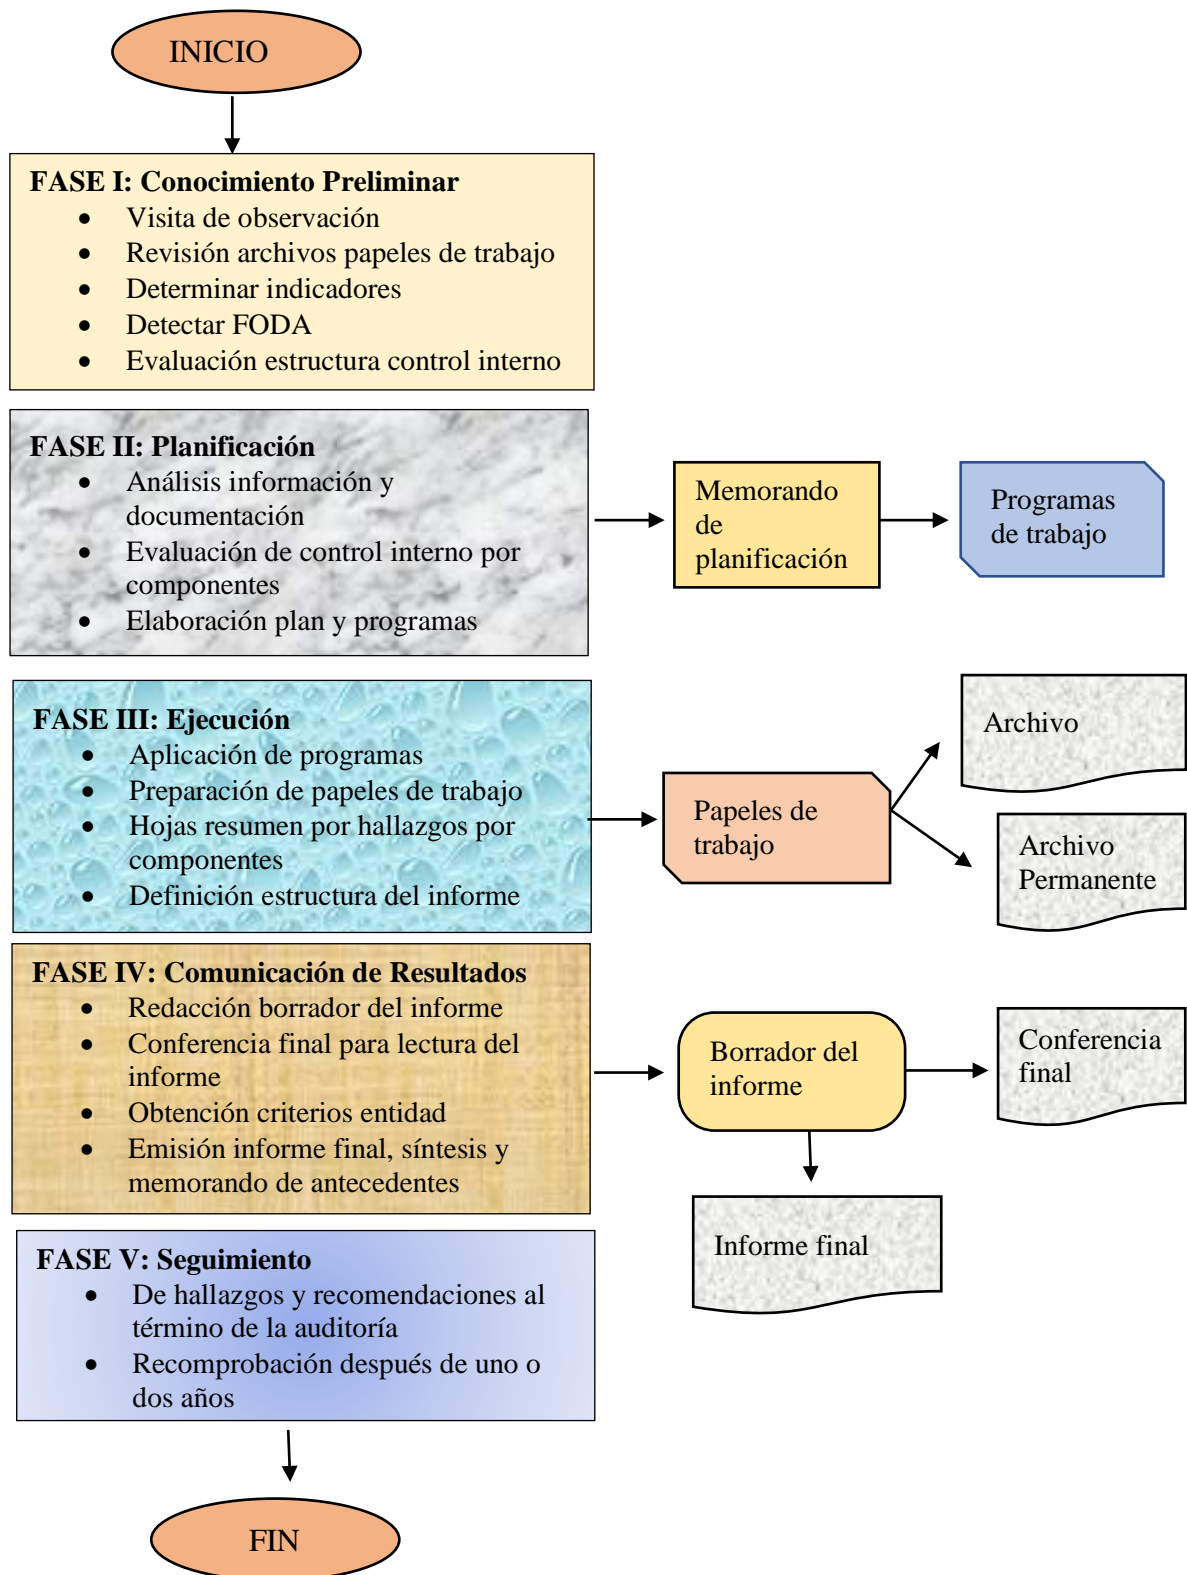 INICIO
FASE I: Conocimiento Preliminar
• Visita de observación
• Revisión archivos papeles de trabajo
• Determinar indicadores
• Detectar FODA
• Evaluación estructura control interno
FASE II: Planificación
• Análisis información y
documentación
• Evaluación de control interno por
componentes
• Elaboración plan y programas
Memorando
de
planificación
Programas
de trabajo
FASE III: Ejecución
• Aplicación de programas
• Preparación de papeles de trabajo
• Hojas resumen por hallazgos por
componentes
• Definición estructura del informe
Papeles de
trabajo
Archivo
Archivo
Permanente
FASE IV: Comunicación de Resultados
• Redacción borrador del informe
• Conferencia final para lectura del
informe
• Obtención criterios entidad
• Emisión informe final, síntesis y
memorando de antecedentes
Borrador del
informe
Conferencia
final
Informe final
FASE V: Seguimiento
• De hallazgos y recomendaciones al
término de la auditoría
• Recomprobación después de uno o
dos años
FIN